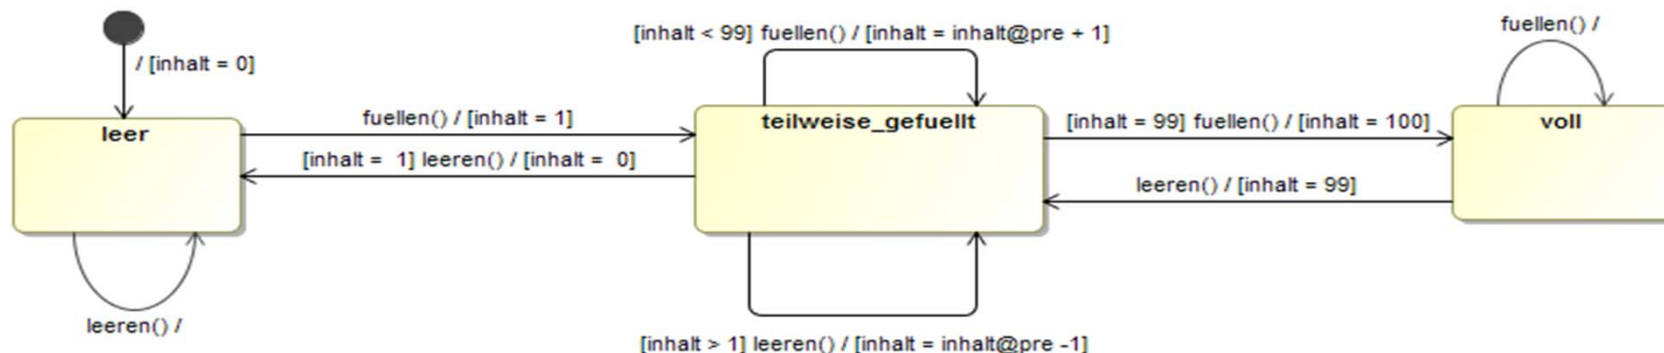 fuellen() /
[inhalt < 99] fuellen() / [inhalt = inhalt@pre + 1]
/ [inhalt = 0]
fuellen() / [inhalt = 1]
teilweise_gefuellt
[inhalt = 99] fuellen() / [inhalt = 100]
voll
leer
[inhalt =  1] leeren() / [inhalt =  0]
leeren() / [inhalt = 99]
leeren() /
[inhalt > 1] leeren() / [inhalt = inhalt@pre -1]